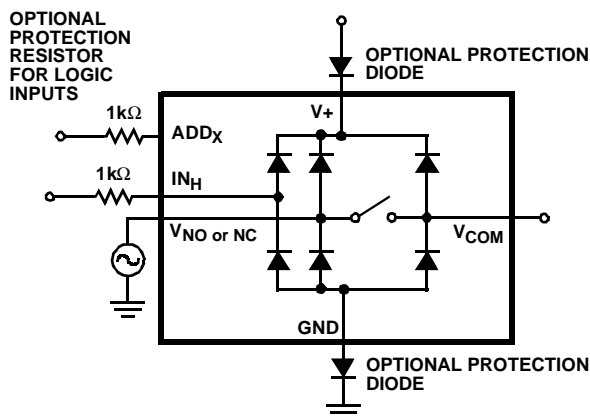 OPTIONAL
PROTECTION
RESISTOR
FOR LOGIC
INPUTS
OPTIONAL PROTECTION
DIODE
V+
1kΩ
ADDX
1kΩ
INH
VNO or NC
VCOM
GND
OPTIONAL PROTECTION
DIODE